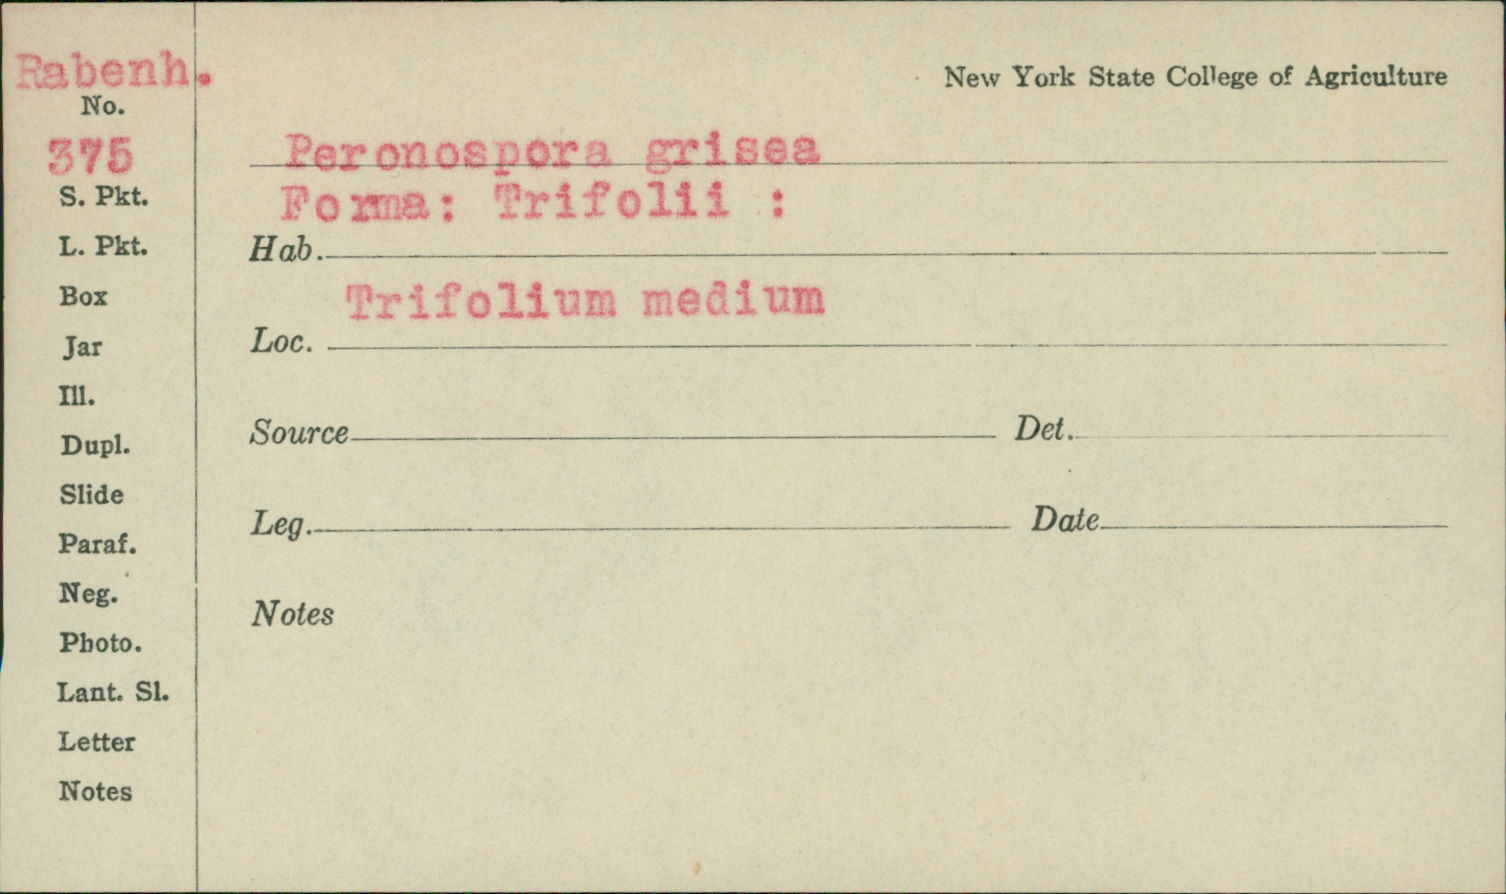 Rabenh.
No.
375
S. Pkt.
L. Pkt.
Box
Jar
Ill.
Dupl.
Slide
Paraf.
Neg.
Photo.
Lant. Sl.
Letter
Notes
New York State College of Agriculture
Peronospora grisea
Forma: Trifolii :
Hab.
Trifolium medium
Loc.
Source Det.
Leg. Date
Notes